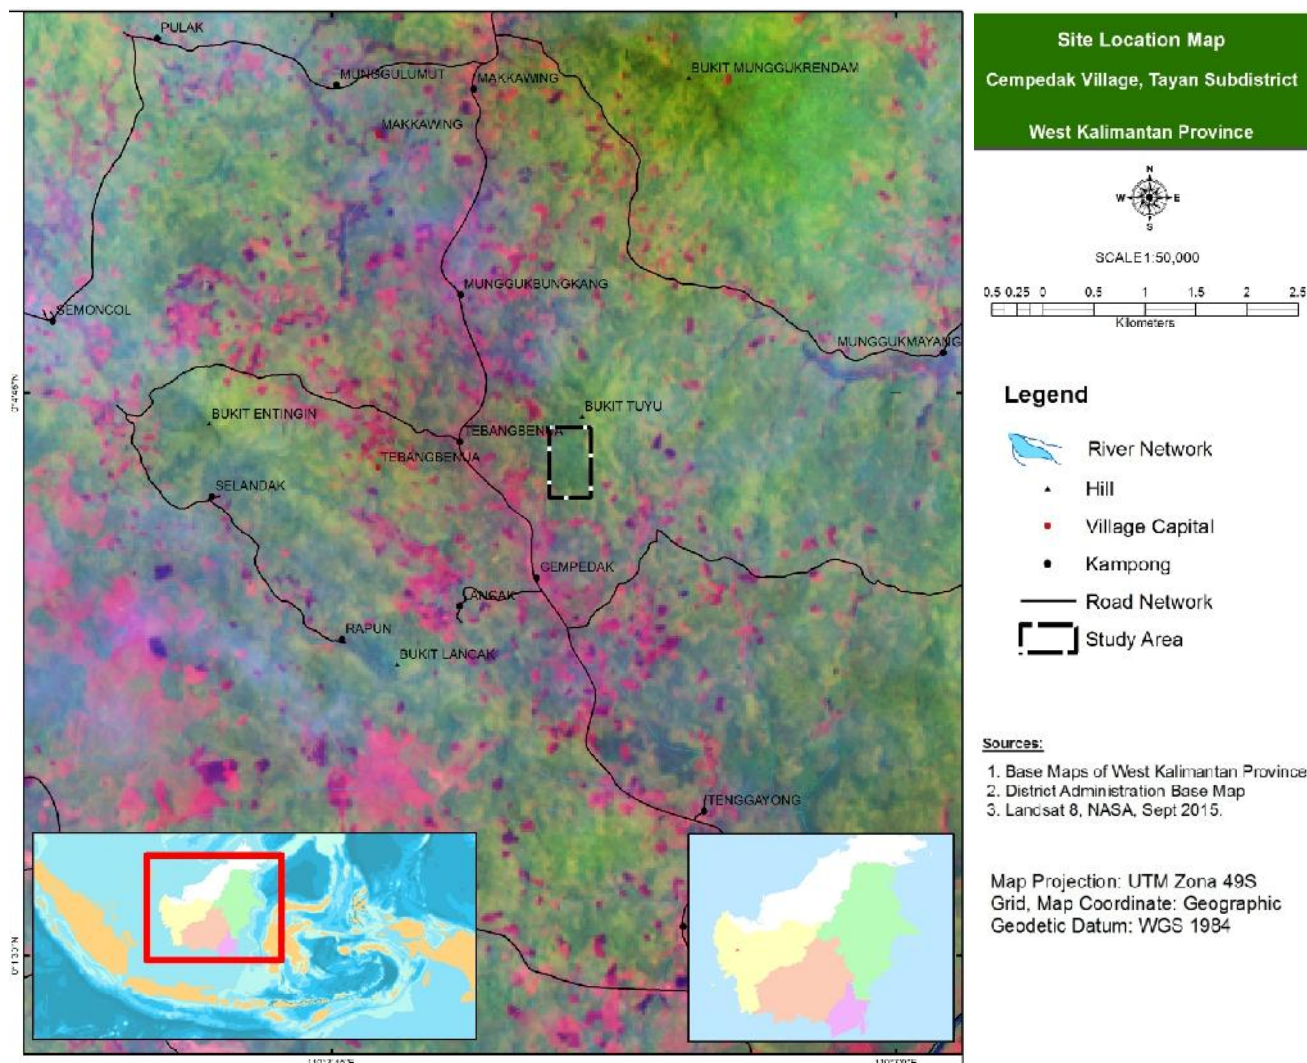 PULAK
MUNGGULUMUT
MAKKAWING
BUKIT MUNGGUKRENDAM
MAKKAWING
MUNGGUKBUNGKANG
SEMONCOL
MUNGGUKMAYANG
0°4'46"N
BUKIT ENTINGIN
BUKIT TUYU
TEBANGBENUA
TEBANGBENUA
SELANDAK
CEMPEDAK
LANCAK
RAPUN
BUKIT LANCAK
TENGGAYONG
Site Location Map
Cempedak Village, Tayan Subdistrict
West Kalimantan Province
N
W
E
S
SCALE 1:50,000
0.5 0.25 0 0.5 1 1.5 2 2.5
Kilometers
Legend
River Network
Hill
Village Capital
Kampong
Road Network
Study Area
Sources:
1. Base Maps of West Kalimantan Province
2. District Administration Base Map
3. Landsat 8, NASA, Sept 2015.
Map Projection: UTM Zona 49S
Grid, Map Coordinate: Geographic
Geodetic Datum: WGS 1984